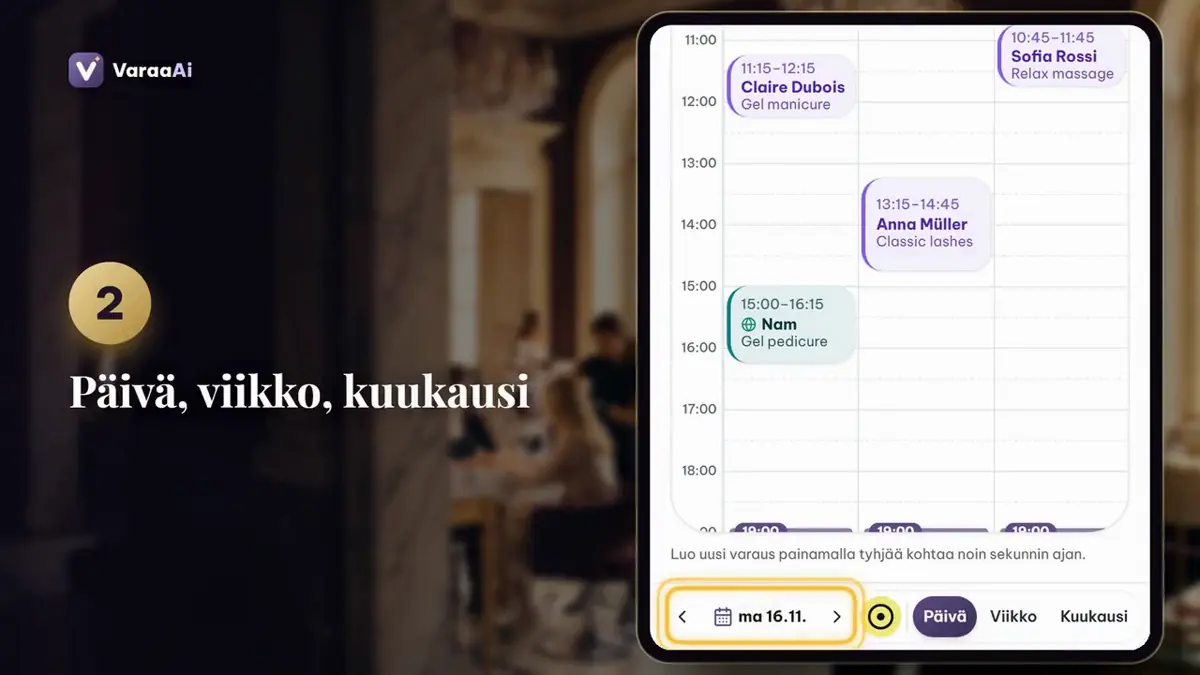 VaraaAi
2
Päivä, viikko, kuukausi
11:00
12:00
13:00
14:00
15:00
16:00
17:00
18:00
11:15–12:15
Claire Dubois
Gel manicure
10:45–11:45
Sofia Rossi
Relax massage
13:15–14:45
Anna Müller
Classic lashes
15:00–16:15
Nam
Gel pedicure
19:00
19:00
19:00
Luo uusi varaus painamalla tyhjää kohtaa noin sekunnin ajan.
ma 16.11.
Päivä
Viikko
Kuukausi